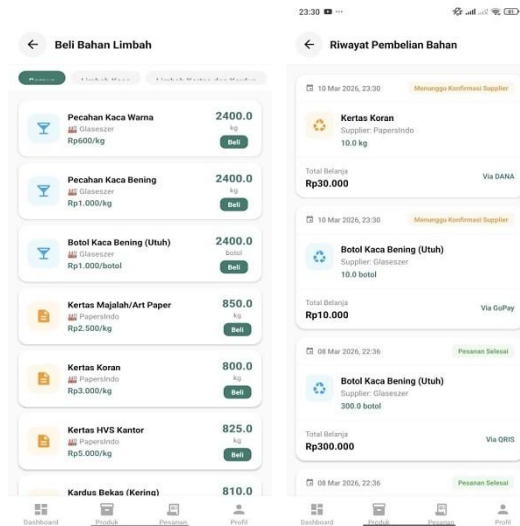 Beli Bahan Limbah
Semua Limbah Kaca Limbah Kertas dan Kardus
Pecahan Kaca Warna 2400.0
Glaseszer kg
Rp600/kg Beli
Pecahan Kaca Bening 2400.0
Glaseszer kg
Rp1.000/kg Beli
Botol Kaca Bening (Utuh) 2400.0
Glaseszer botol
Rp1.000/botol Beli
Kertas Majalah/Art Paper 850.0
PapersIndo kg
Rp2.500/kg Beli
Kertas Koran 800.0
PapersIndo kg
Rp3.000/kg Beli
Kertas HVS Kantor 825.0
PapersIndo kg
Rp5.000/kg Beli
Kardus Bekas (Kering) 810.0
Dashboard Produk Pesanan Profil
23:30
Riwayat Pembelian Bahan
10 Mar 2026, 23:30 Menunggu Konfirmasi Supplier
Kertas Koran
Supplier: PapersIndo
10.0 kg
Total Belanja
Rp30.000 Via DANA
10 Mar 2026, 23:30 Menunggu Konfirmasi Supplier
Botol Kaca Bening (Utuh)
Supplier: Glaseszer
10.0 botol
Total Belanja
Rp10.000 Via GoPay
08 Mar 2026, 22:36 Pesanan Selesai
Botol Kaca Bening (Utuh)
Supplier: Glaseszer
300.0 botol
Total Belanja
Rp300.000 Via QRIS
08 Mar 2026, 22:36 Pesanan Selesai
Dashboard Produk Pesanan Profil